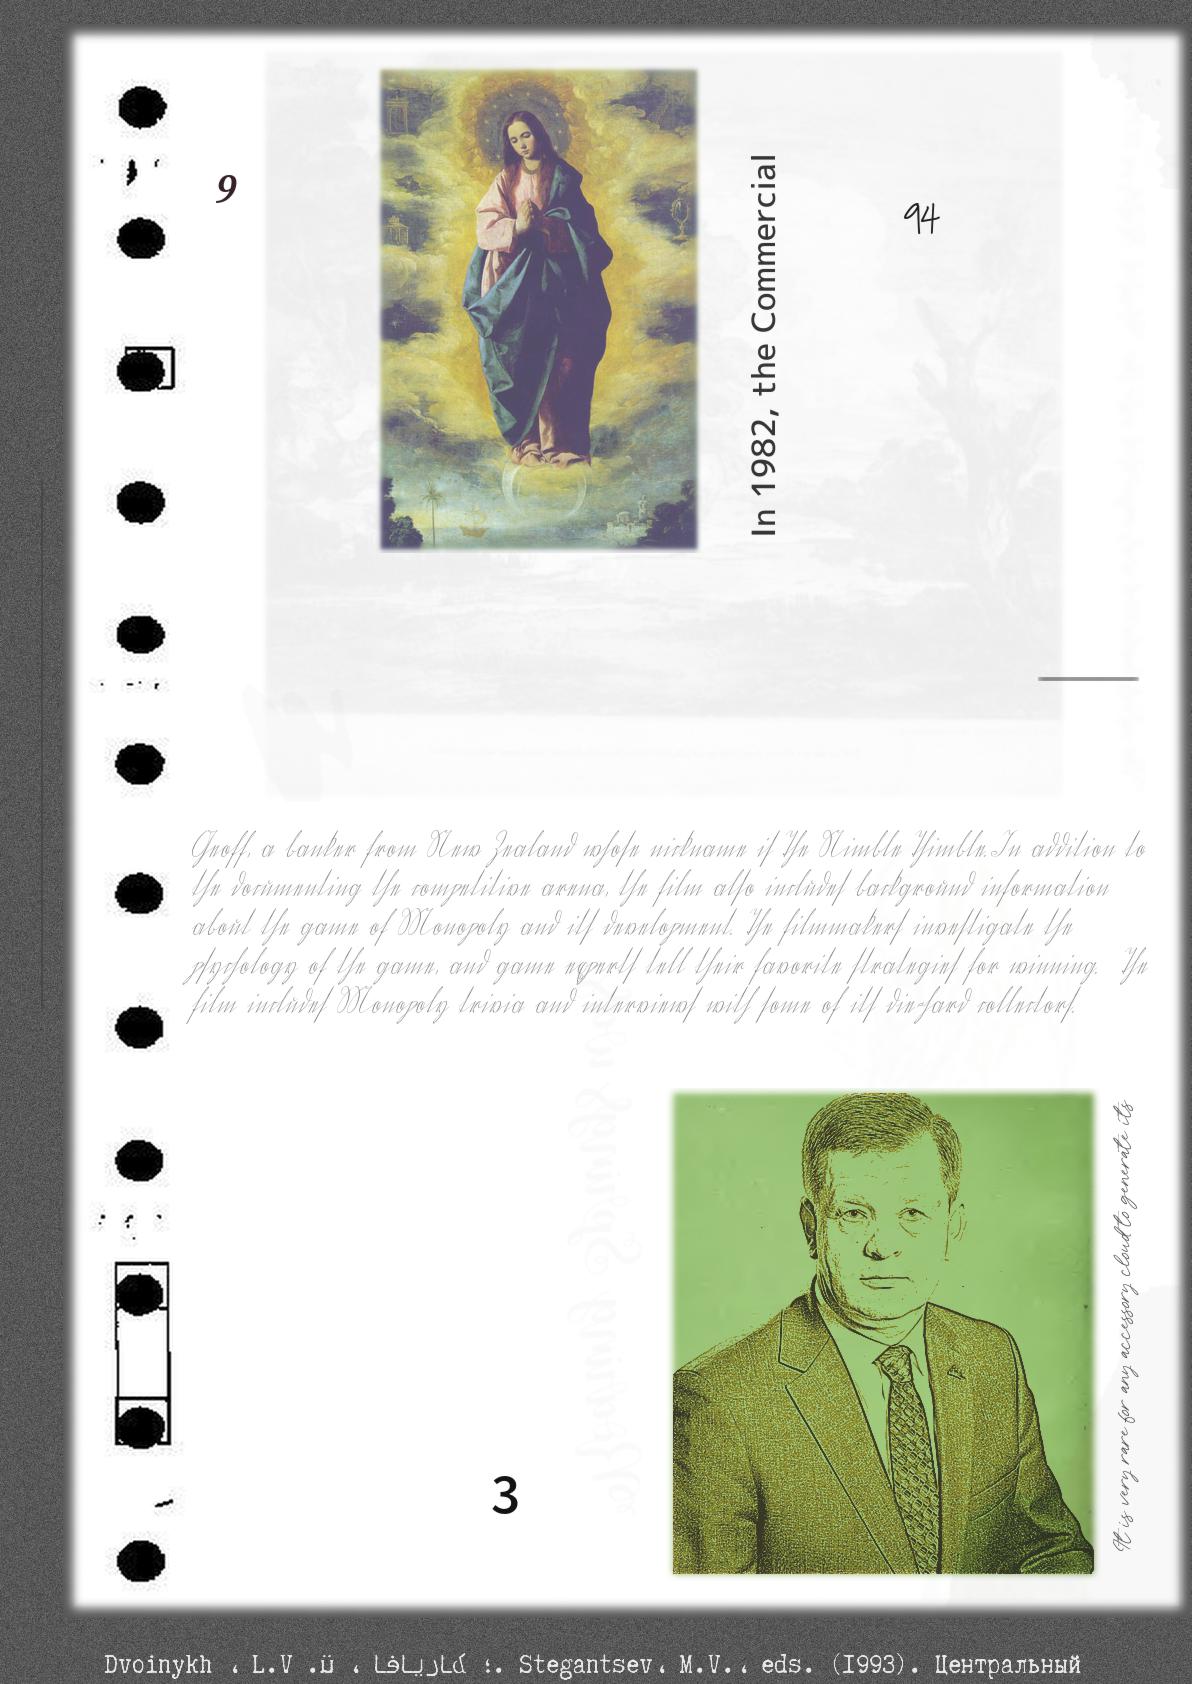 9
In 1982, the Commercial
94
Geoff, a banker from New Zealand whose nickname is The Nimble Thimble.In addition to
the documenting the competitive arena, the film also includes background information
about the game of Monopoly and its development. The filmmakers investigate the
psychology of the game, and game experts tell their favorite strategies for winning. The
film includes Monopoly trivia and interviews with some of its die-hard collectors.
It is very rare for any accessory cloud to generate its
3
Dvoinykh ، L.V .ü ، كارىافا ؛. Stegantsev، M.V.، eds. (I993). Центральный